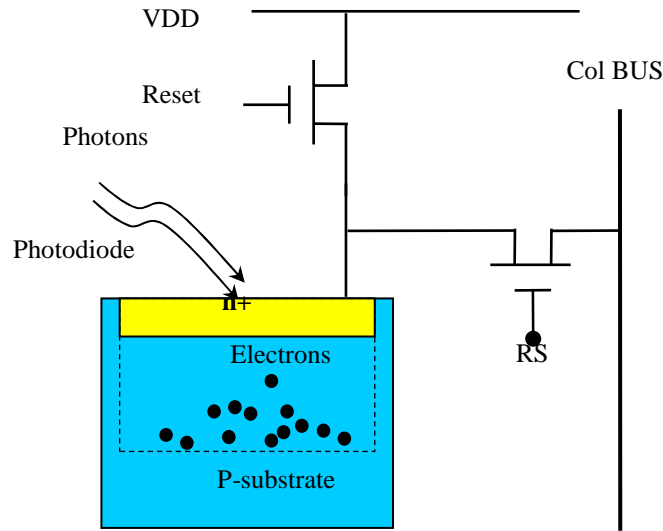 VDD
Col BUS
Reset
Photons
Photodiode
n+
Electrons
RS
P-substrate